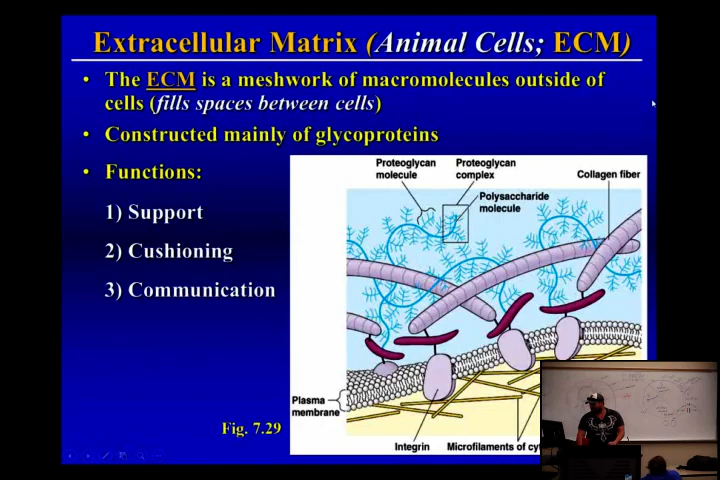 Extracellular Matrix (Animal Cells; ECM)
• The ECM is a meshwork of macromolecules outside of
cells (fills spaces between cells)
• Constructed mainly of glycoproteins
• Functions:
1) Support
2) Cushioning
3) Communication
Proteoglycan
molecule
Proteoglycan
complex
Collagen fiber
Polysaccharide
molecule
Plasma
membrane
Fig. 7.29
Integrin
Microfilaments of